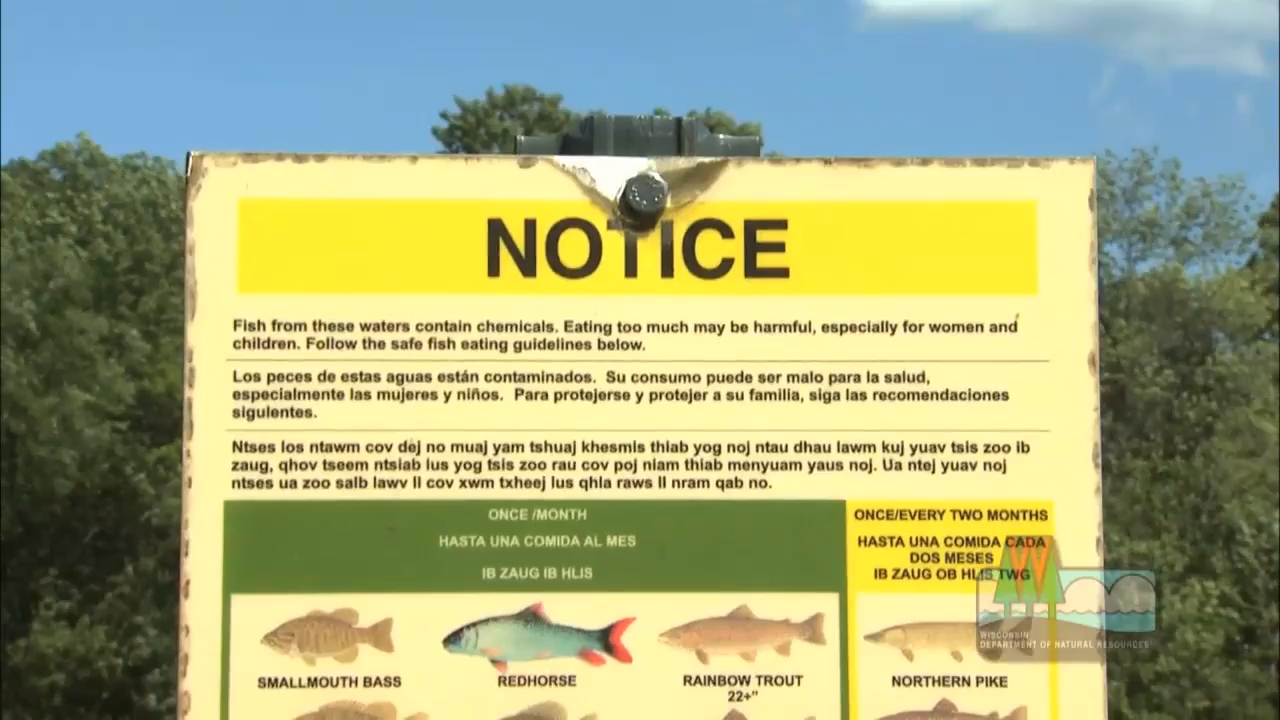 NOTICE
Fish from these waters contain chemicals. Eating too much may be harmful, especially for women and
children. Follow the safe fish eating guidelines below.
Los peces de estas aguas están contaminados. Su consumo puede ser malo para la salud,
especialmente las mujeres y niños. Para protejerse y protejer a su familia, siga las recomendaciones
siguientes.
Ntses los ntawm cov dej no muaj yam tshuaj khesmis thiab yog noj ntau dhau lawm kuj yuav tsis zoo ib
zaug, qhov tseem ntsiab lus yog tsis zoo rau cov poj niam thiab menyuam yaus noj. Ua ntej yuav noj
ntses ua zoo saib lawv li cov xwm txheej lus qhia raws li nram qab no.
ONCE /MONTH
HASTA UNA COMIDA AL MES
IB ZAUG IB HLIS
ONCE/EVERY TWO MONTHS
HASTA UNA COMIDA CADA
DOS MESES
IB ZAUG OB HLIS TWG
SMALLMOUTH BASS
REDHORSE
RAINBOW TROUT
22+"
NORTHERN PIKE
WISCONSIN
DEPARTMENT OF NATURAL RESOURCES